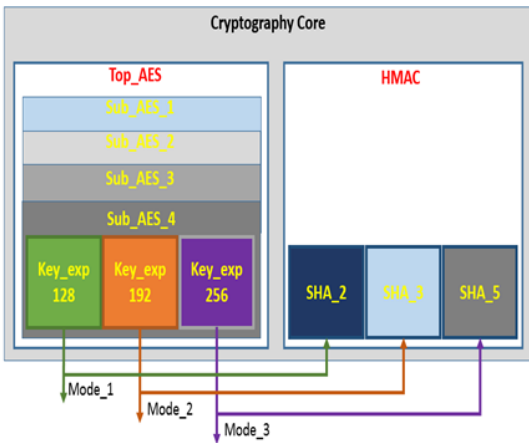 Cryptography Core
Top_AES
HMAC
Sub_AES_1
Sub_AES_2
Sub_AES_3
Sub_AES_4
Key_exp
128
Key_exp
192
Key_exp
256
SHA_2
SHA_3
SHA_5
Mode_1
Mode_2
Mode_3